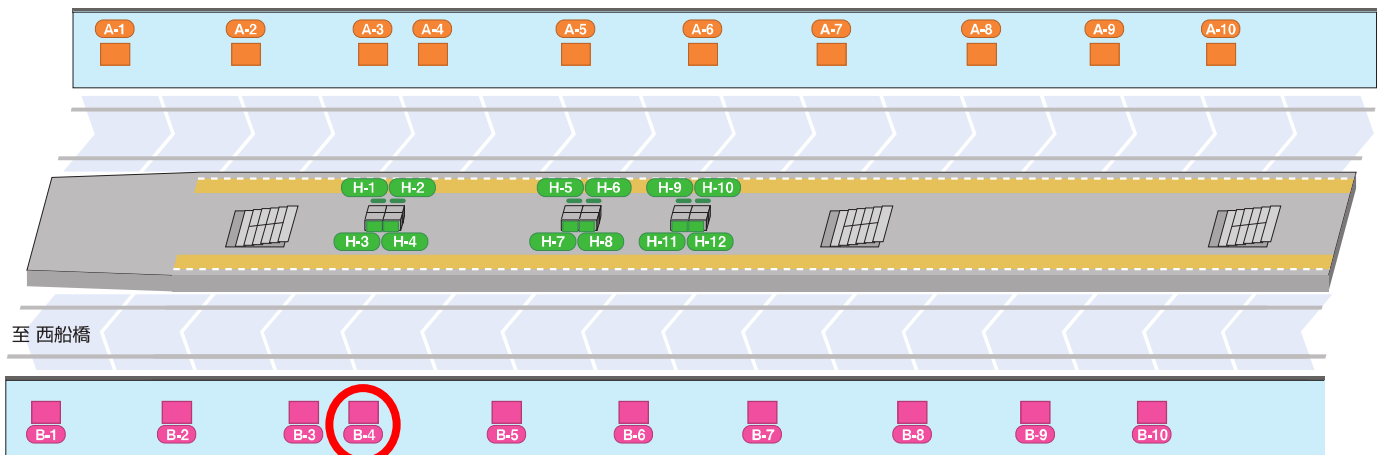 A-1 A-2 A-3 A-4 A-5 A-6 A-7 A-8 A-9 A-10
H-1 H-2 H-5 H-6 H-9 H-10
H-3 H-4 H-7 H-8 H-11 H-12
至 西船橋
B-1 B-2 B-3 B-4 B-5 B-6 B-7 B-8 B-9 B-10